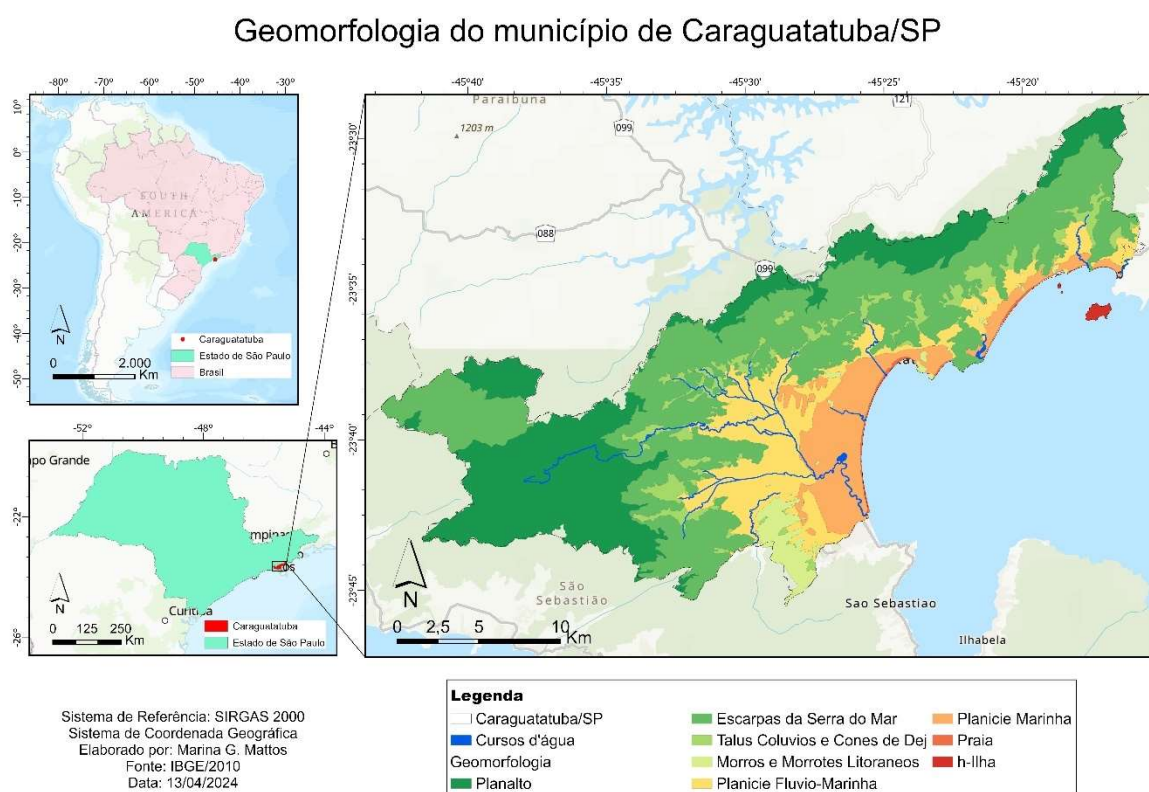 Geomorfologia do município de Caraguatatuba/SP
-80° -70° -60° -50° -40° -30°
10°
0°
-10°
-20°
-30°
-40°
-50°
SOUTH
AMERICA
N
0 2.000
Km
Caraguatatuba
Estado de São Paulo
Brasil
-52° -48° -44°
-22°
-26°
po Grande
mpinas
os
Curitiba
N
0 125 250
Km
Caraguatatuba
Estado de São Paulo
-45°40' -45°35' -45°30' -45°25' -45°20'
-23°30'
-23°35'
-23°40'
-23°45'
Paraibuna
1203 m
099
121
088
099
São
Sebastião
Sao Sebastiao
Ilhabela
N
0 2,5 5 10
Km
Sistema de Referência: SIRGAS 2000
Sistema de Coordenada Geográfica
Elaborado por: Marina G. Mattos
Fonte: IBGE/2010
Data: 13/04/2024
Legenda
Caraguatatuba/SP
Cursos d'água
Geomorfologia
Planalto
Escarpas da Serra do Mar
Talus Coluvios e Cones de Dej
Morros e Morrotes Litoraneos
Planicie Fluvio-Marinha
Planicie Marinha
Praia
h-Ilha